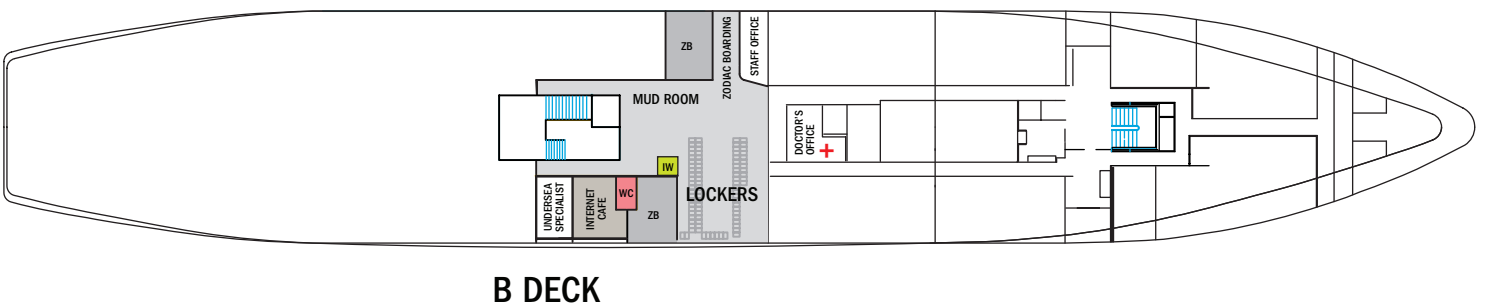 ZB
ZODIAC BOARDING
STAFF OFFICE
MUD ROOM
DOCTOR'S
OFFICE
IW
UNDERSEA
SPECIALIST
INTERNET
CAFE
WC
ZB
LOCKERS
B DECK